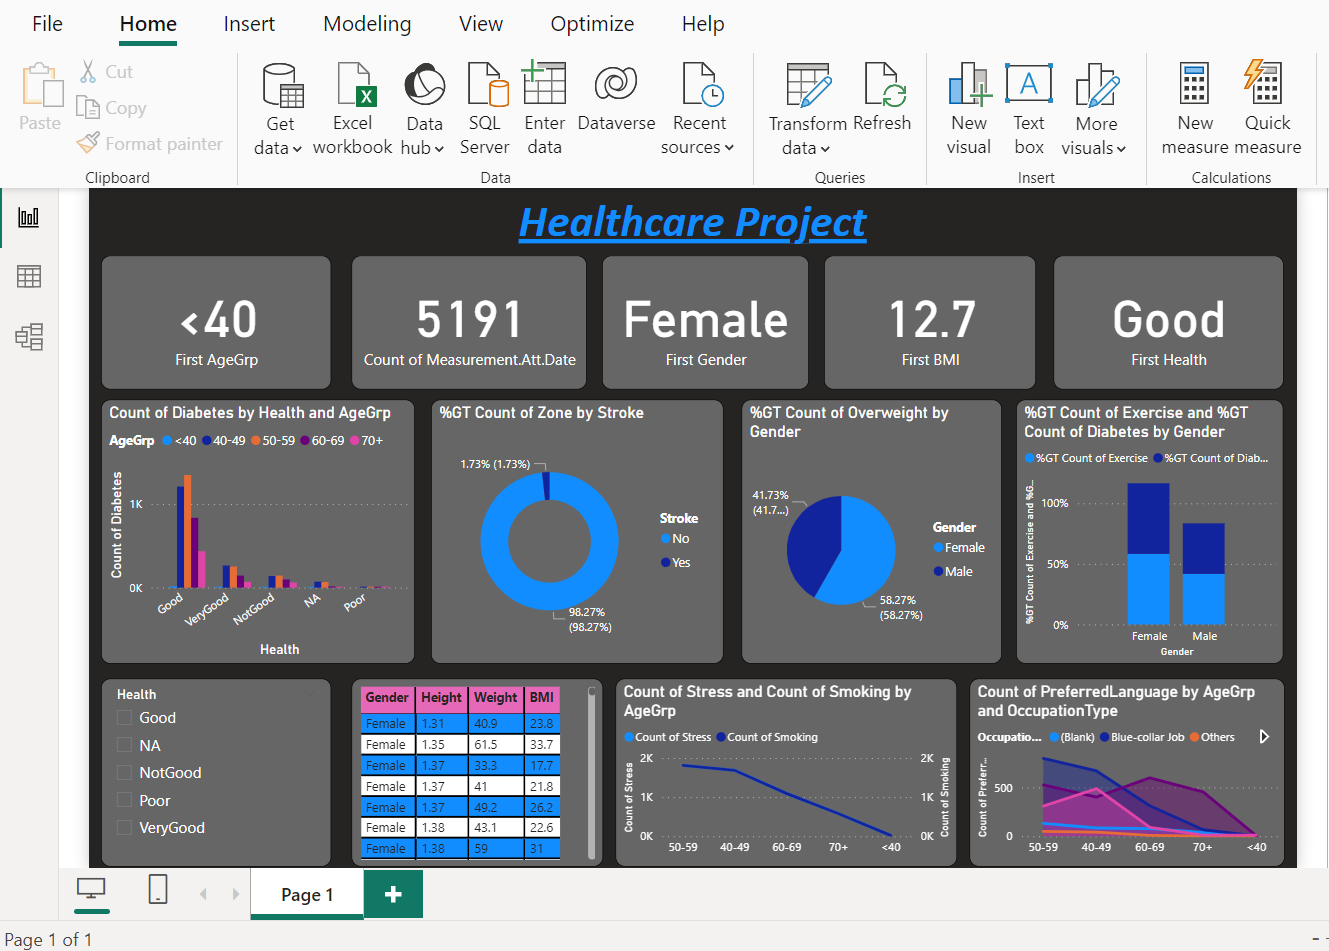 File Home Insert Modeling View Optimize Help
Paste
Cut
Copy
Format painter
Get data
Excel workbook
Data hub
SQL Server
Enter data
Dataverse
Recent sources
Transform data
Refresh
New visual
Text box
More visuals
New measure
Quick measure
Clipboard Data Queries Insert Calculations
Healthcare Project
<40
First AgeGrp
5191
Count of Measurement.Att.Date
Female
First Gender
12.7
First BMI
Good
First Health
Count of Diabetes by Health and AgeGrp
AgeGrp <40 40-49 50-59 60-69 70+
Count of Diabetes
1K
0K
Good VeryGood NotGood NA Poor
Health
%GT Count of Zone by Stroke
1.73% (1.73%)
Stroke
No
Yes
98.27%
(98.27%)
%GT Count of Overweight by
Gender
41.73%
(41.7...)
Gender
Female
Male
58.27%
(58.27%)
%GT Count of Exercise and %GT
Count of Diabetes by Gender
%GT Count of Exercise %GT Count of Diab...
%GT Count of Exercise and %G...
100%
50%
0%
Female Male
Gender
Health
Good
NA
NotGood
Poor
VeryGood
Gender Height Weight BMI
Female 1.31 40.9 23.8
Female 1.35 61.5 33.7
Female 1.37 33.3 17.7
Female 1.37 41 21.8
Female 1.37 49.2 26.2
Female 1.38 43.1 22.6
Female 1.38 59 31
Count of Stress and Count of Smoking by
AgeGrp
Count of Stress Count of Smoking
Count of Stress
2K
1K
0K
2K
1K
0K
Count of Smoking
50-59 40-49 60-69 70+ <40
Count of PreferredLanguage by AgeGrp
and OccupationType
Occupatio... (Blank) Blue-collar Job Others
Count of Preferr...
500
0
50-59 40-49 60-69 70+ <40
Page 1
Page 1 of 1